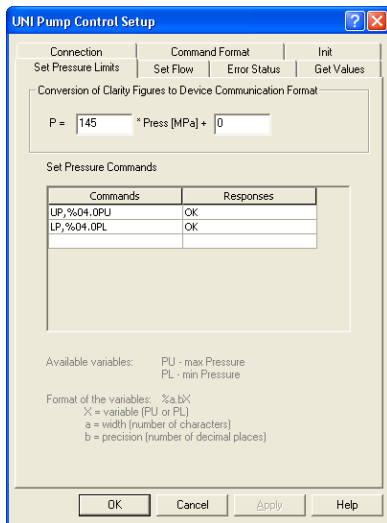 UNI Pump Control Setup
Connection Command Format Init
Set Pressure Limits Set Flow Error Status Get Values
Conversion of Clarity Figures to Device Communication Format
P = 145 * Press [MPa] + 0
Set Pressure Commands
Commands Responses
UP,%04.0PU OK
LP,%04.0PL OK
Available variables: PU - max Pressure
PL - min Pressure
Format of the variables: %a.bX
X = variable (PU or PL)
a = width (number of characters)
b = precision (number of decimal places)
OK Cancel Apply Help